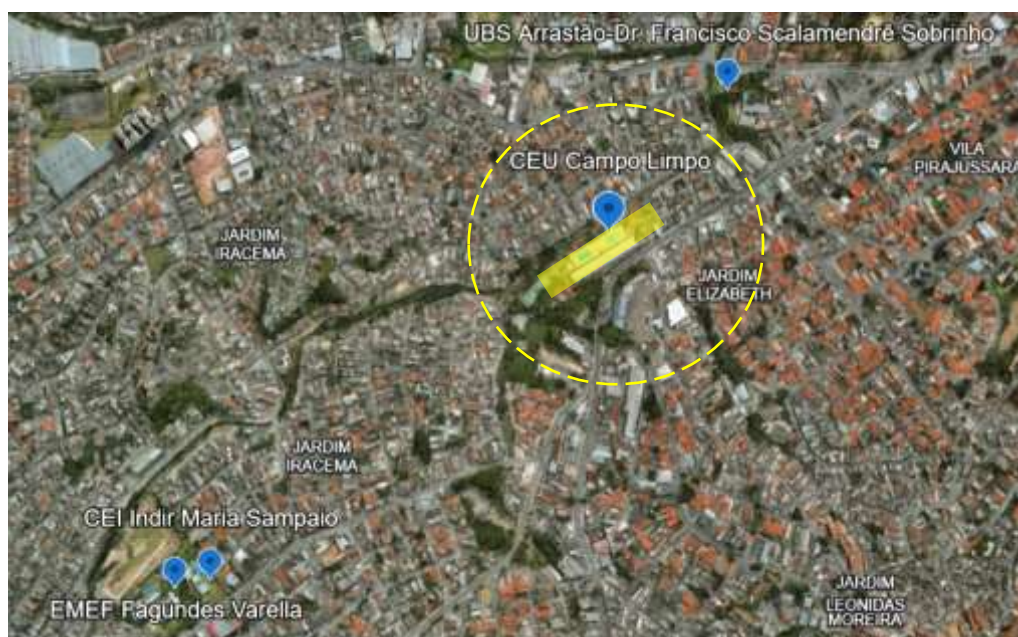 UBS Arrastão-Dr. Francisco Scalamendré Sobrinho
CEU Campo Limpo
VILA
PIRAJUSSARA
JARDIM
IRACEMA
JARDIM
ELIZABETH
JARDIM
IRACEMA
CEI Indir Maria Sampaio
EMEF Fagundes Varella
JARDIM
LEONIDAS
MOREIRA